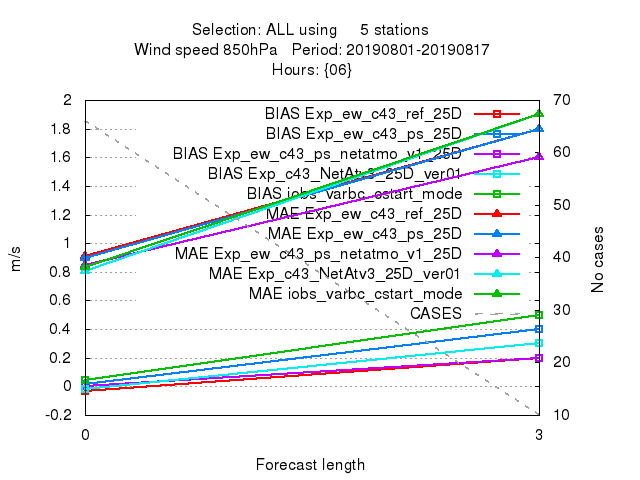 Selection: ALL using 5 stations
Wind speed 850hPa Period: 20190801-20190817
Hours: {06}
2
1.8
1.6
1.4
1.2
1
0.8
0.6
0.4
0.2
0
-0.2
m/s
BIAS Exp_ew_c43_ref_25D
BIAS Exp_ew_c43_ps_25D
BIAS Exp_ew_c43_ps_netatmo_v1_25D
BIAS Exp_c43_NetAtv3_25D_ver01
BIAS iobs_varbc_cstart_mode
MAE Exp_ew_c43_ref_25D
MAE Exp_ew_c43_ps_25D
MAE Exp_ew_c43_ps_netatmo_v1_25D
MAE Exp_c43_NetAtv3_25D_ver01
MAE iobs_varbc_cstart_mode
CASES
70
60
50
40
30
20
10
No cases
0 3
Forecast length